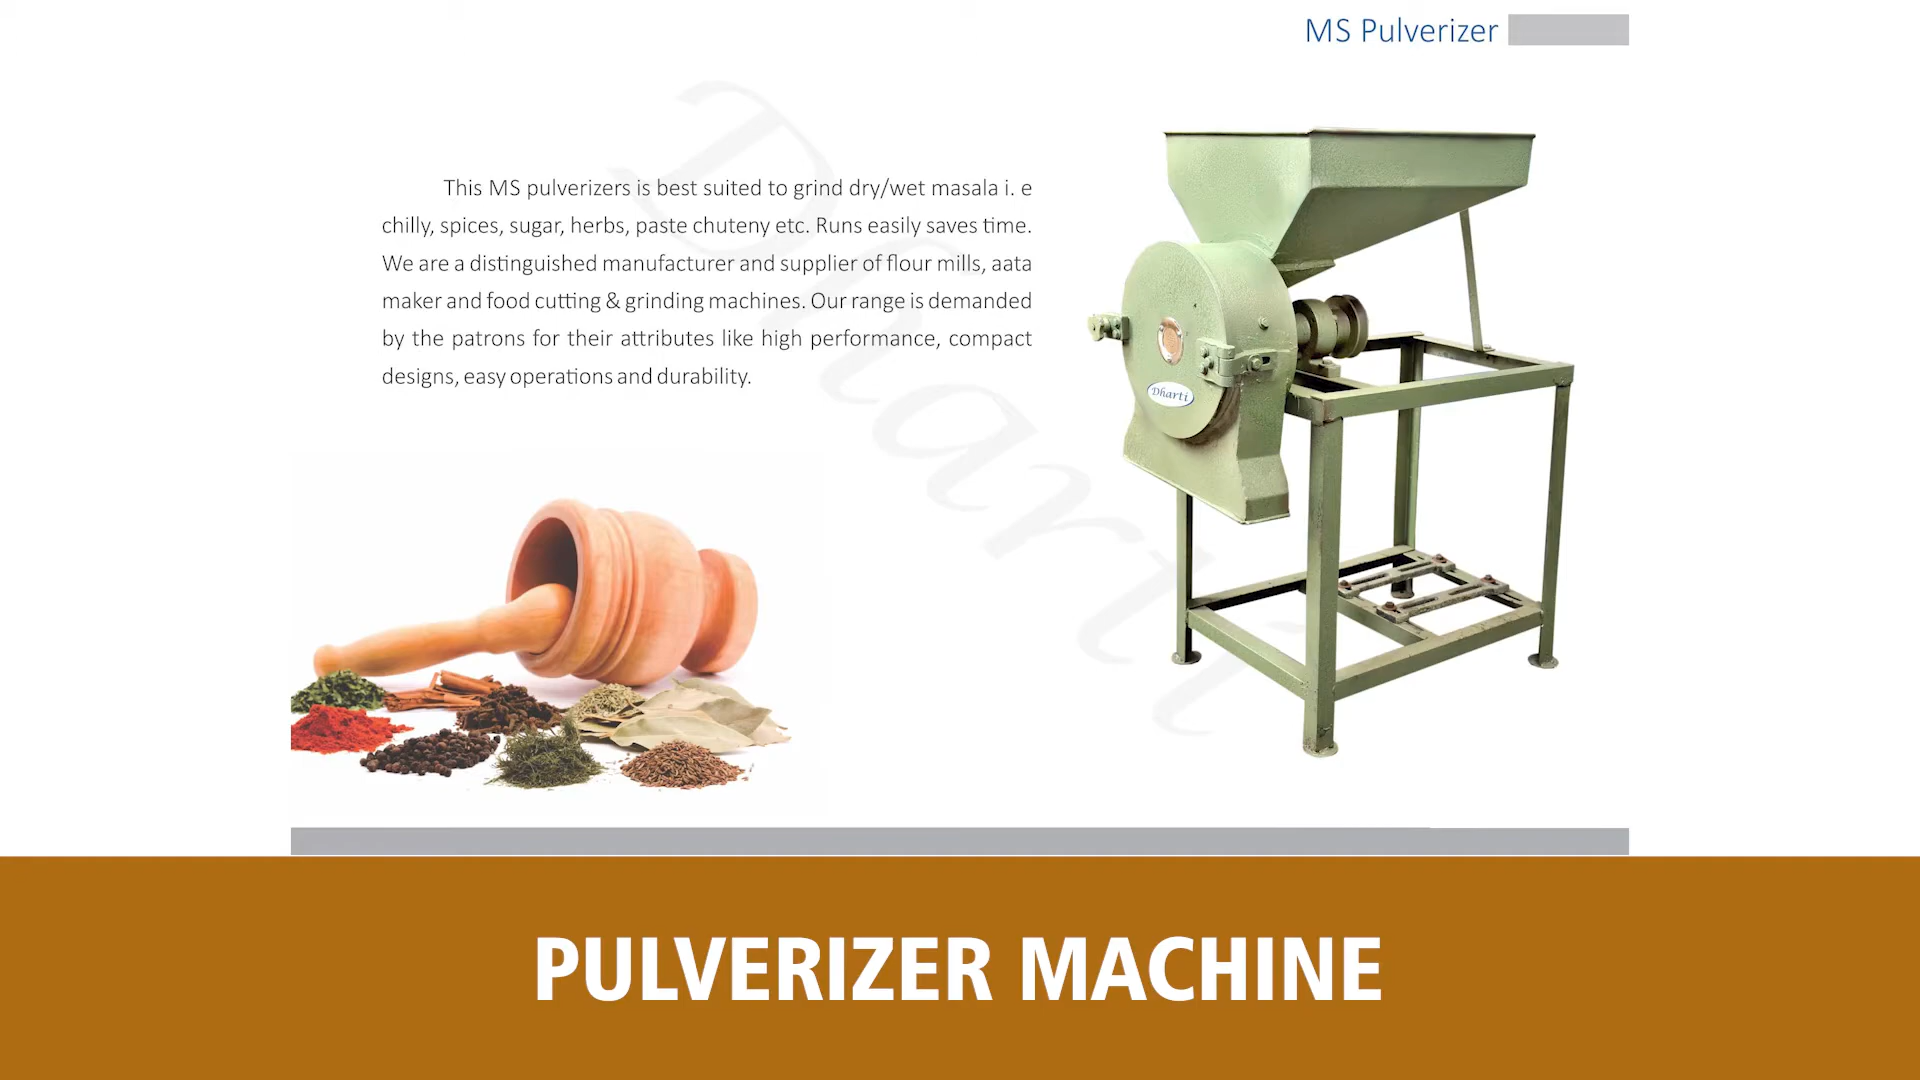 MS Pulverizer
This MS pulverizers is best suited to grind dry/wet masala i. e
chilly, spices, sugar, herbs, paste chuteny etc. Runs easily saves time.
We are a distinguished manufacturer and supplier of flour mills, aata
maker and food cutting & grinding machines. Our range is demanded
by the patrons for their attributes like high performance, compact
designs, easy operations and durability.
Dharti
Dharti
PULVERIZER MACHINE